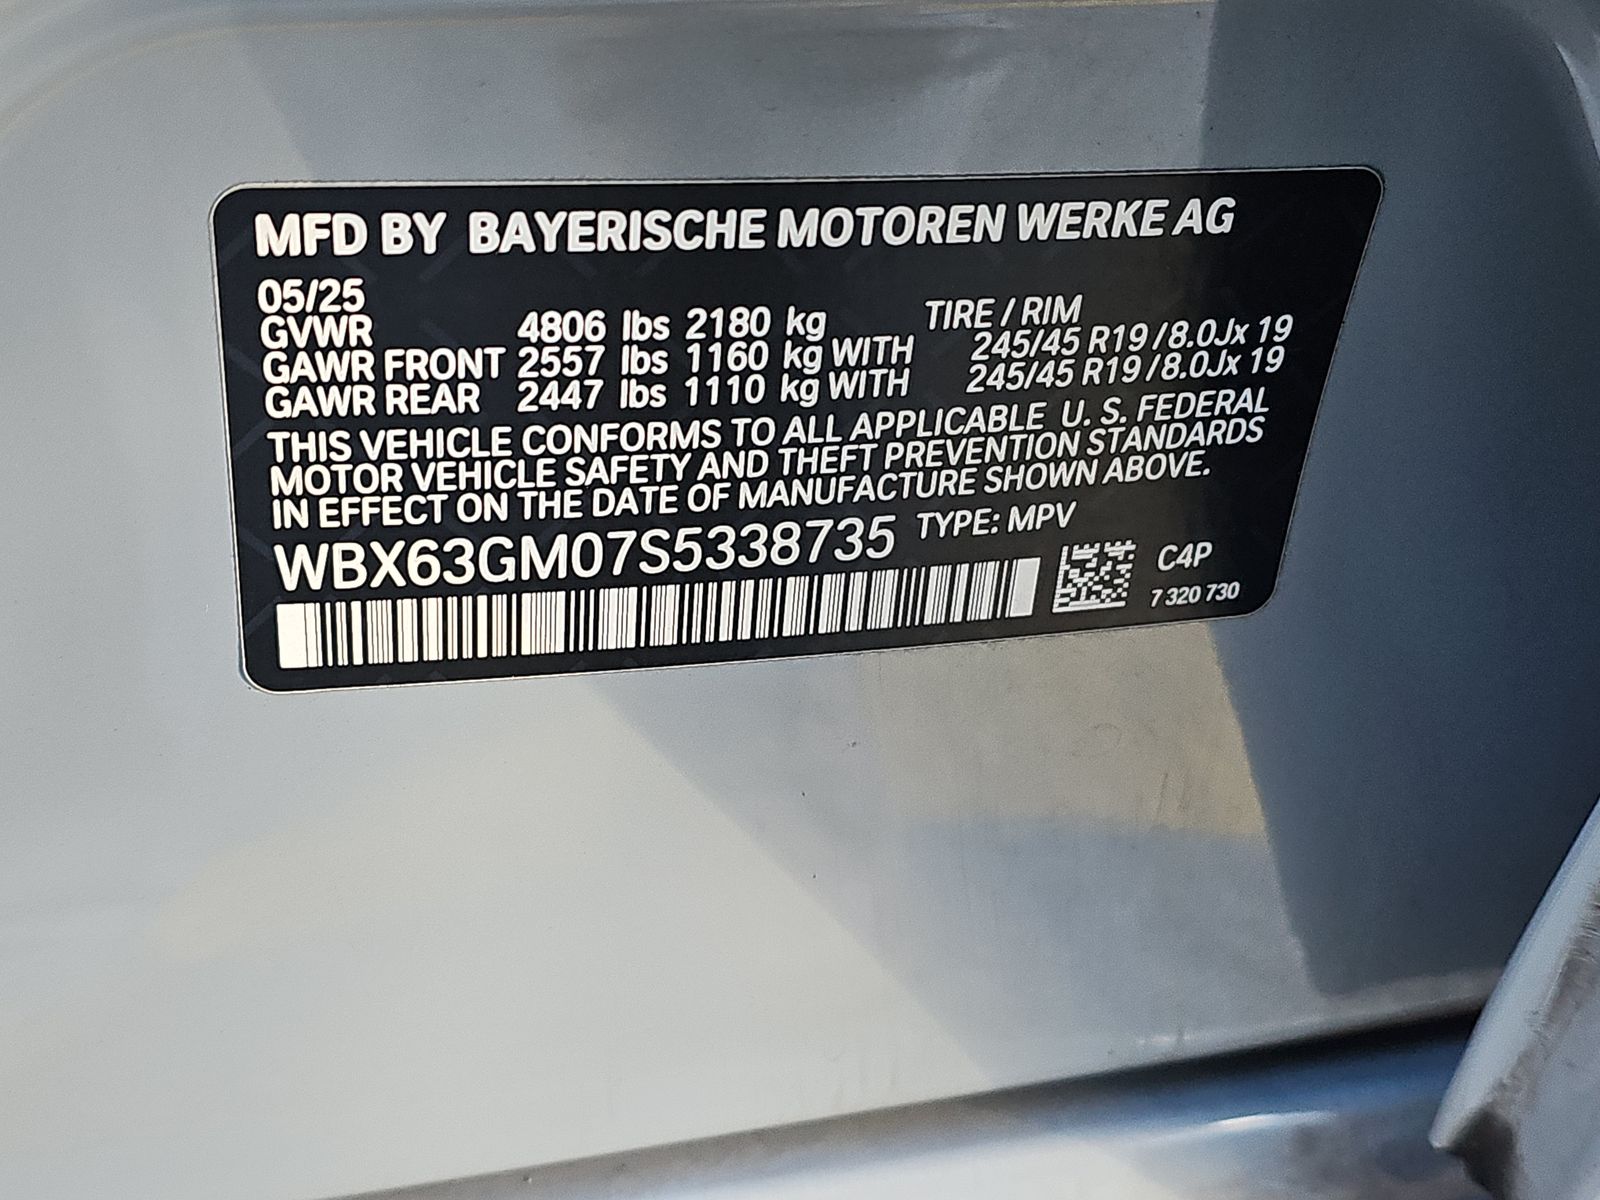 MFD BY BAYERISCHE MOTOREN WERKE AG
05/25
GVWR 4806 lbs 2180 kg TIRE / RIM
GAWR FRONT 2557 lbs 1160 kg WITH 245/45 R19 / 8.0Jx 19
GAWR REAR 2447 lbs 1110 kg WITH 245/45 R19 / 8.0Jx 19
THIS VEHICLE CONFORMS TO ALL APPLICABLE U. S. FEDERAL
MOTOR VEHICLE SAFETY AND THEFT PREVENTION STANDARDS
IN EFFECT ON THE DATE OF MANUFACTURE SHOWN ABOVE.
WBX63GM07S5338735 TYPE: MPV
C4P
7 320 730